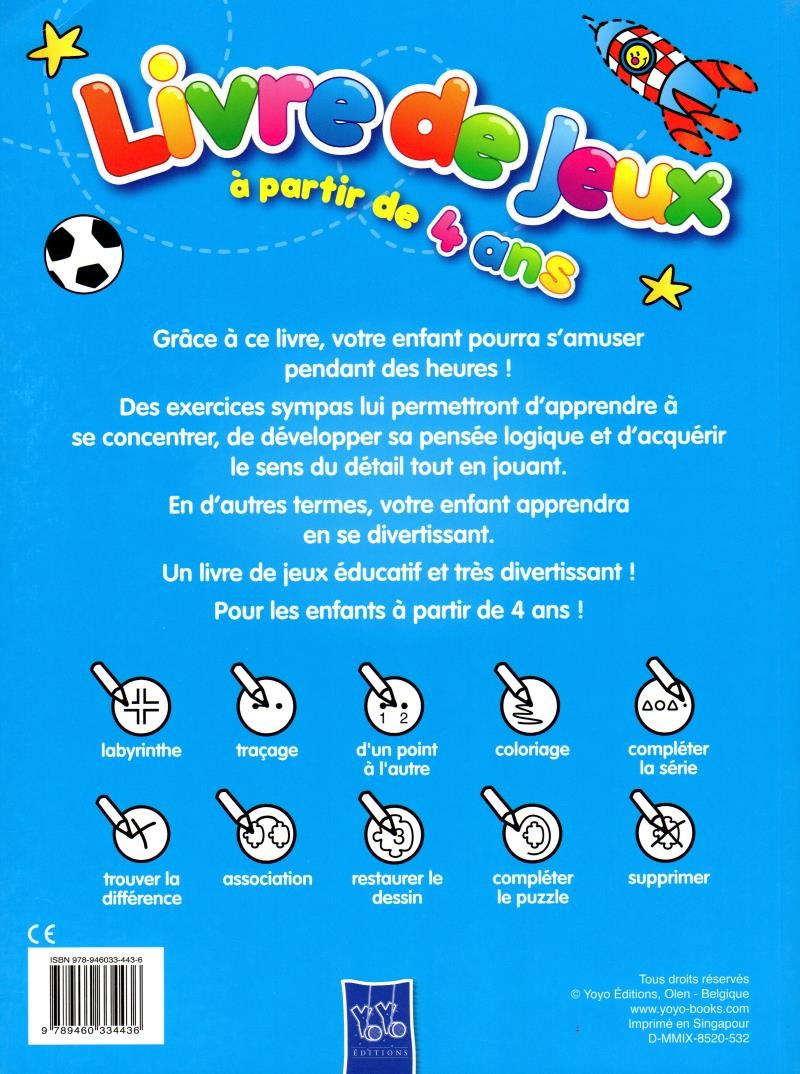 Livre de jeux
à partir de 4 ans
Grâce à ce livre, votre enfant pourra s'amuser
pendant des heures !
Des exercices sympas lui permettront d'apprendre à
se concentrer, de développer sa pensée logique et d'acquérir
le sens du détail tout en jouant.
En d'autres termes, votre enfant apprendra
en se divertissant.
Un livre de jeux éducatif et très divertissant !
Pour les enfants à partir de 4 ans !
1 2
3
labyrinthe
traçage
d'un point
à l'autre
coloriage
compléter
la série
trouver la
différence
association
restaurer le
dessin
compléter
le puzzle
supprimer
CE
ISBN 978-946033-443-6
9 789460 334436
YOYO
ÉDITIONS
Tous droits réservés
© Yoyo Éditions, Olen - Belgique
www.yoyo-books.com
Imprimé en Singapour
D-MMIX-8520-532